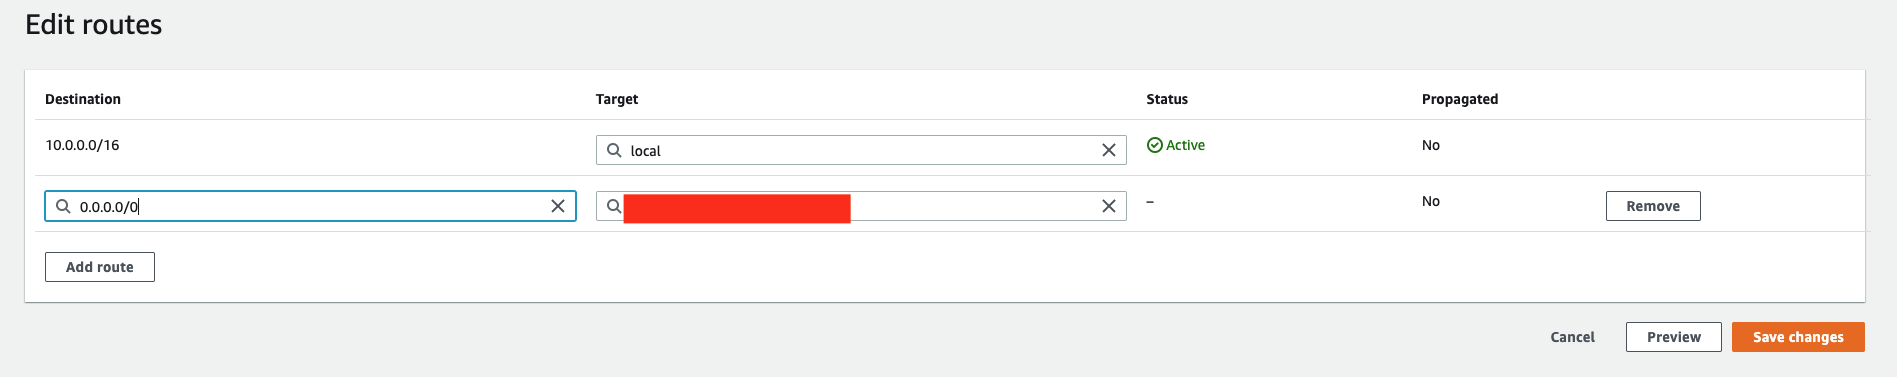 Edit routes
Destination Target Status Propagated
10.0.0.0/16 local Active No
0.0.0.0/0 – No Remove
Add route
Cancel Preview Save changes